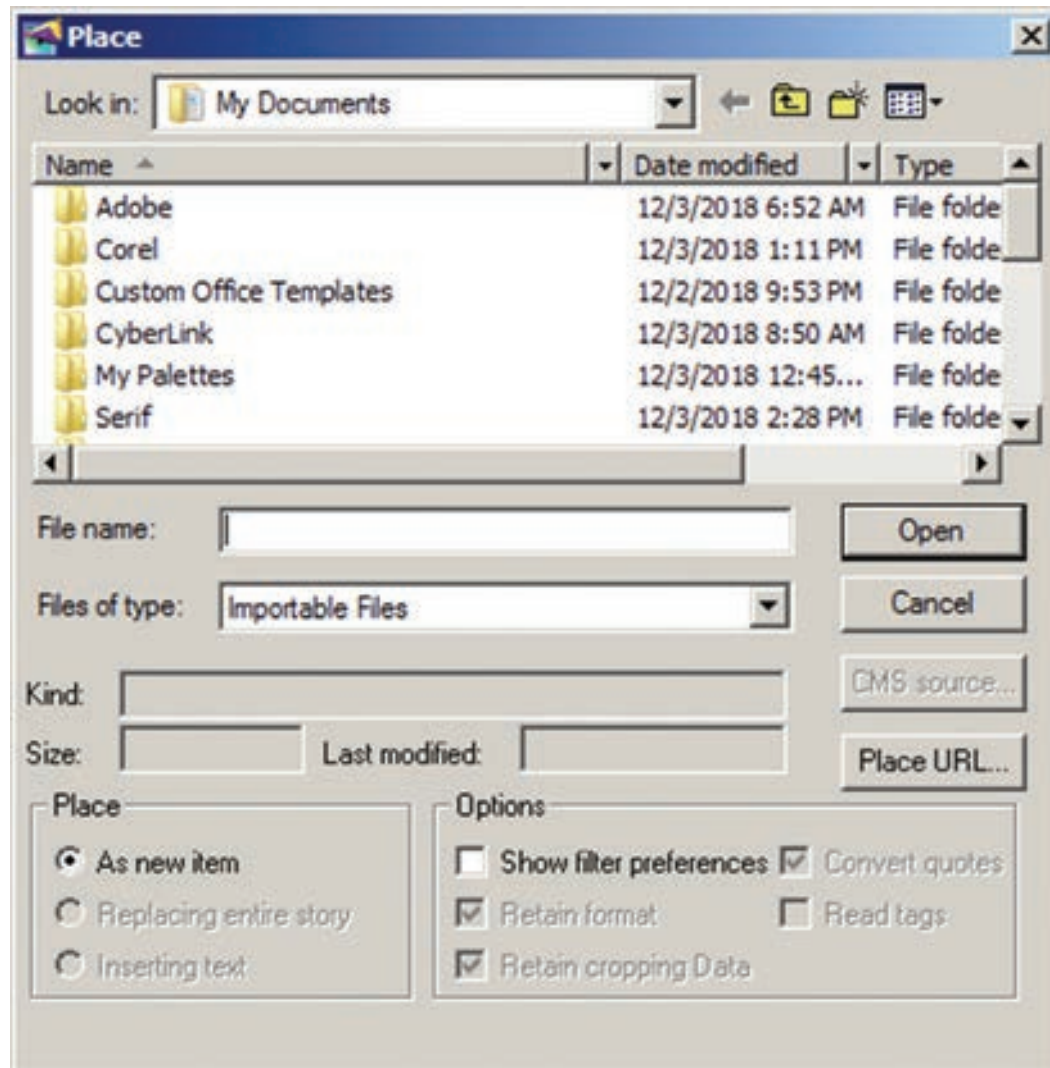 Place
Look in: My Documents
Name Date modified Type
Adobe 12/3/2018 6:52 AM File folde
Corel 12/3/2018 1:11 PM File folde
Custom Office Templates 12/2/2018 9:53 PM File folde
CyberLink 12/3/2018 8:50 AM File folde
My Palettes 12/3/2018 12:45... File folde
Serif 12/3/2018 2:28 PM File folde
File name: Open
Files of type: Importable Files Cancel
Kind: CMS source...
Size: Last modified: Place URL...
Place Options
As new item Show filter preferences Convert quotes
Replacing entire story Retain format Read tags
Inserting text Retain cropping Data